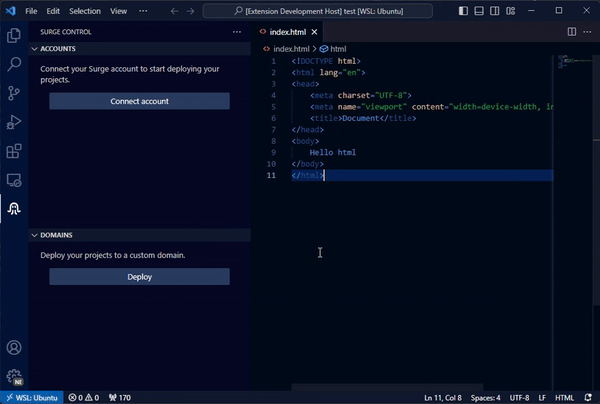 File Edit Selection View ··· [Extension Development Host] test [WSL: Ubuntu]
SURGE CONTROL ···
ACCOUNTS
Connect your Surge account to start deploying your
projects.
Connect account
DOMAINS
Deploy your projects to a custom domain.
Deploy
index.html
index.html > html
1 <!DOCTYPE html>
2 <html lang="en">
3 <head>
4 <meta charset="UTF-8">
5 <meta name="viewport" content="width=device-width, in
6 <title>Document</title>
7 </head>
8 <body>
9 Hello html
10 </body>
11 </html>
NE
WSL: Ubuntu 0 0 170 Ln 11, Col 8 Spaces: 4 UTF-8 LF HTML